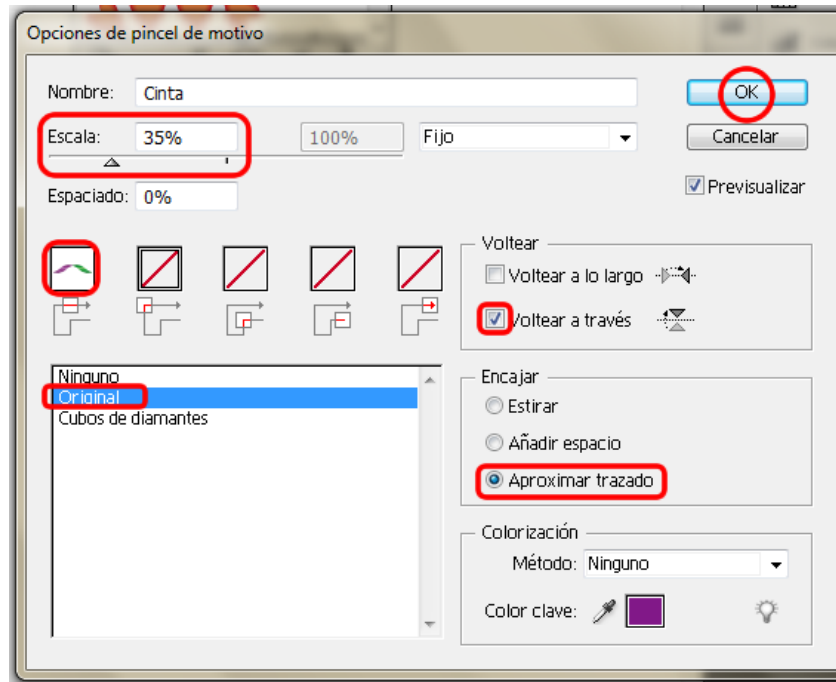 Opciones de pincel de motivo
Nombre: Cinta
OK
Escala: 35% 100% Fijo
Cancelar
Espaciado: 0%
Previsualizar
Voltear
Voltear a lo largo
Voltear a través
Ninguno
Original
Cubos de diamantes
Encajar
Estirar
Añadir espacio
Aproximar trazado
Colorización
Método: Ninguno
Color clave: